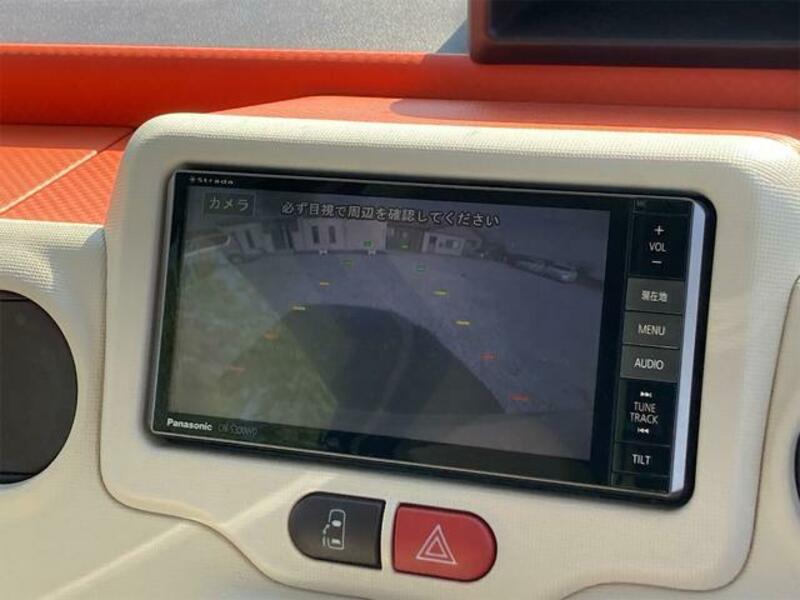 Strada
カメラ
必ず目視で周辺を確認してください
+
VOL
−
現在地
MENU
AUDIO
TUNE
TRACK
TILT
Panasonic